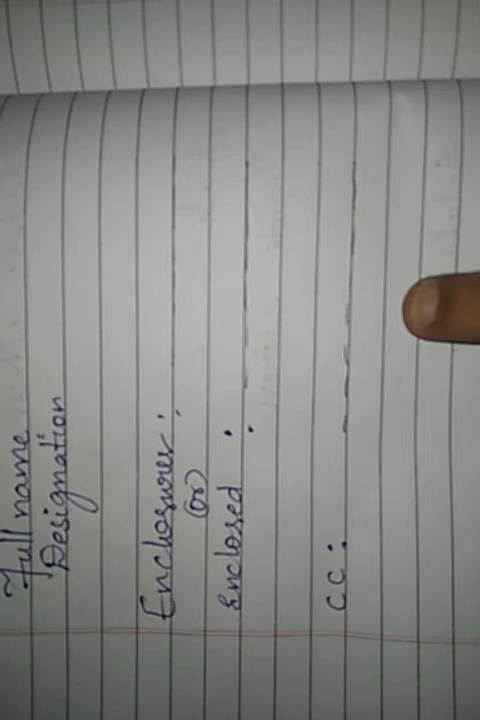 Full name
Designation
Enclosures :
(or)
Enclosed :
CC :